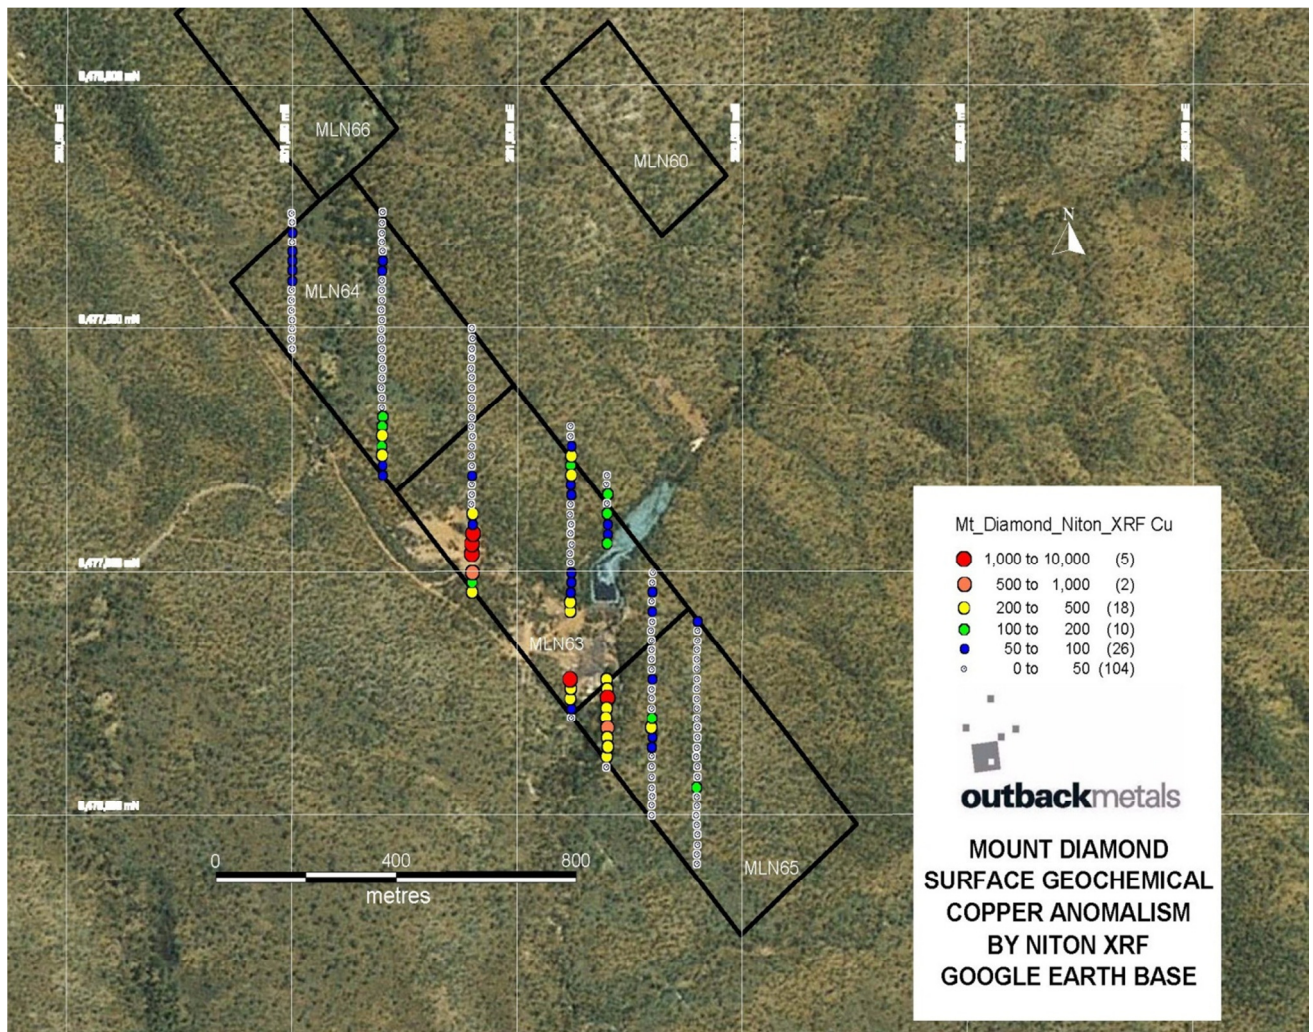 MLN66
MLN60
N
MLN64
MLN63
MLN65
0 400 800
metres
Mt_Diamond_Niton_XRF Cu
1,000 to 10,000 (5)
500 to 1,000 (2)
200 to 500 (18)
100 to 200 (10)
50 to 100 (26)
0 to 50 (104)
outbackmetals
MOUNT DIAMOND
SURFACE GEOCHEMICAL
COPPER ANOMALISM
BY NITON XRF
GOOGLE EARTH BASE